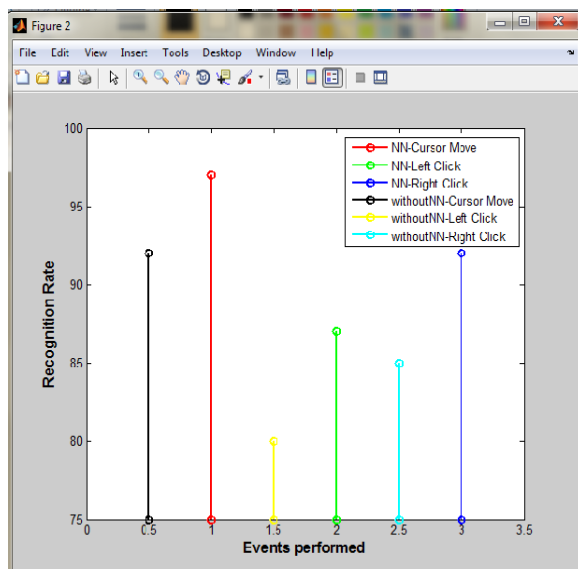 Figure 2
File Edit View Insert Tools Desktop Window Help
100
95
90
85
80
75
0 0.5 1 1.5 2 2.5 3 3.5
Recognition Rate
Events performed
NN-Cursor Move
NN-Left Click
NN-Right Click
withoutNN-Cursor Move
withoutNN-Left Click
withoutNN-Right Click